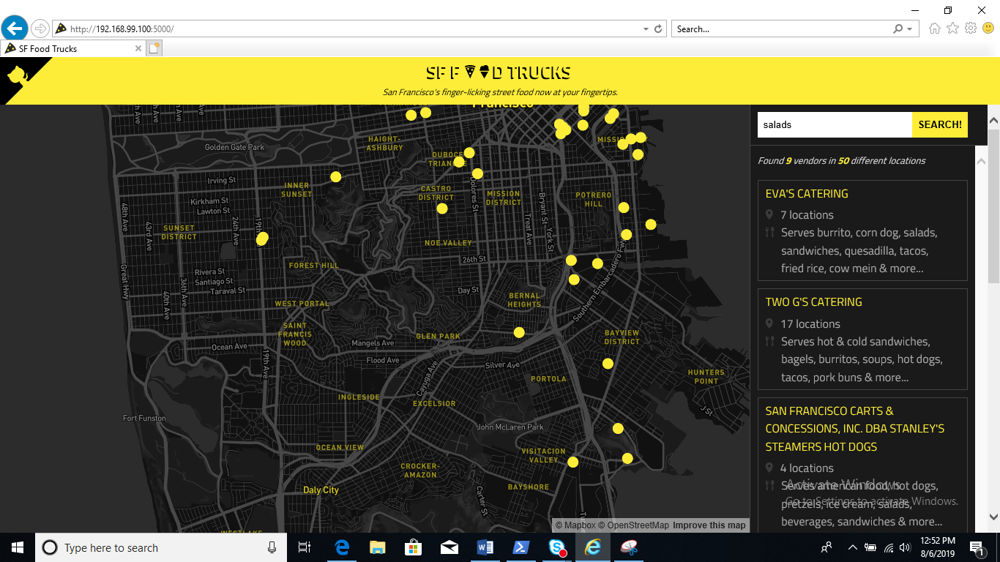 http://192.168.99.100:5000/
Search...
SF Food Trucks
SF F D TRUCKS
San Francisco's finger-licking street food now at your fingertips.
Francisco
Golden Gate Park
HAIGHT-
ASHBURY
DUBOCE
TRIANGLE
Irving St
INNER
SUNSET
Kirkham St
Lawton St
48th Ave
43rd Ave
24th Ave
19th Ave
SUNSET
DISTRICT
CASTRO
DISTRICT
Dolores St
MISSION
DISTRICT
Bryant St
York St
Treat Ave
POTRERO
HILL
NOE VALLEY
26th St
FOREST HILL
Great Hwy
Rivera St
Santiago St
Taraval St
36th Ave
40th Ave
Day St
BERNAL
HEIGHTS
Southern Embarcadero Fwy
WEST PORTAL
SAINT
FRANCIS
WOOD
GLEN PARK
Mangels Ave
Ocean Ave
Flood Ave
19th Ave
Silver Ave
Cayuga Ave
BAYVIEW
DISTRICT
PORTOLA
HUNTERS
POINT
INGLESIDE
EXCELSIOR
J St
Fort Funston
John McLaren Park
OCEAN VIEW
VISITACION
VALLEY
CROCKER-
AMAZON
Daly City
BAYSHORE
Carter St
WESTLAKE
© Mapbox © OpenStreetMap Improve this map
salads
SEARCH!
Found 9 vendors in 50 different locations
EVA'S CATERING
7 locations
Serves burrito, corn dog, salads,
sandwiches, quesadilla, tacos,
fried rice, cow mein & more...
TWO G'S CATERING
17 locations
Serves hot & cold sandwiches,
bagels, burritos, soups, hot dogs,
tacos, pork buns & more...
SAN FRANCISCO CARTS &
CONCESSIONS, INC. DBA STANLEY'S
STEAMERS HOT DOGS
4 locations
Serves american food, hot dogs,
pretzels, ice cream, salads,
beverages, sandwiches & more...
Activate Windows
Go to Settings to activate Windows.
Type here to search
12:52 PM
8/6/2019
1